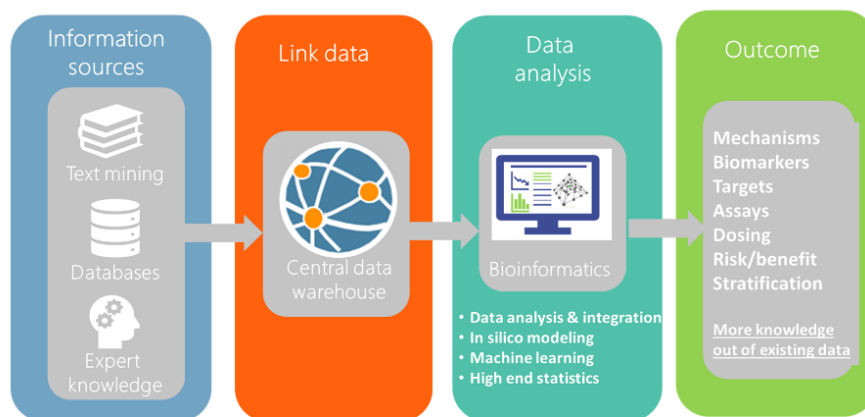 Information
sources
Text mining
Databases
Expert
knowledge
Link data
Central data
warehouse
Data
analysis
Bioinformatics
• Data analysis & integration
• In silico modeling
• Machine learning
• High end statistics
Outcome
Mechanisms
Biomarkers
Targets
Assays
Dosing
Risk/benefit
Stratification
More knowledge
out of existing data